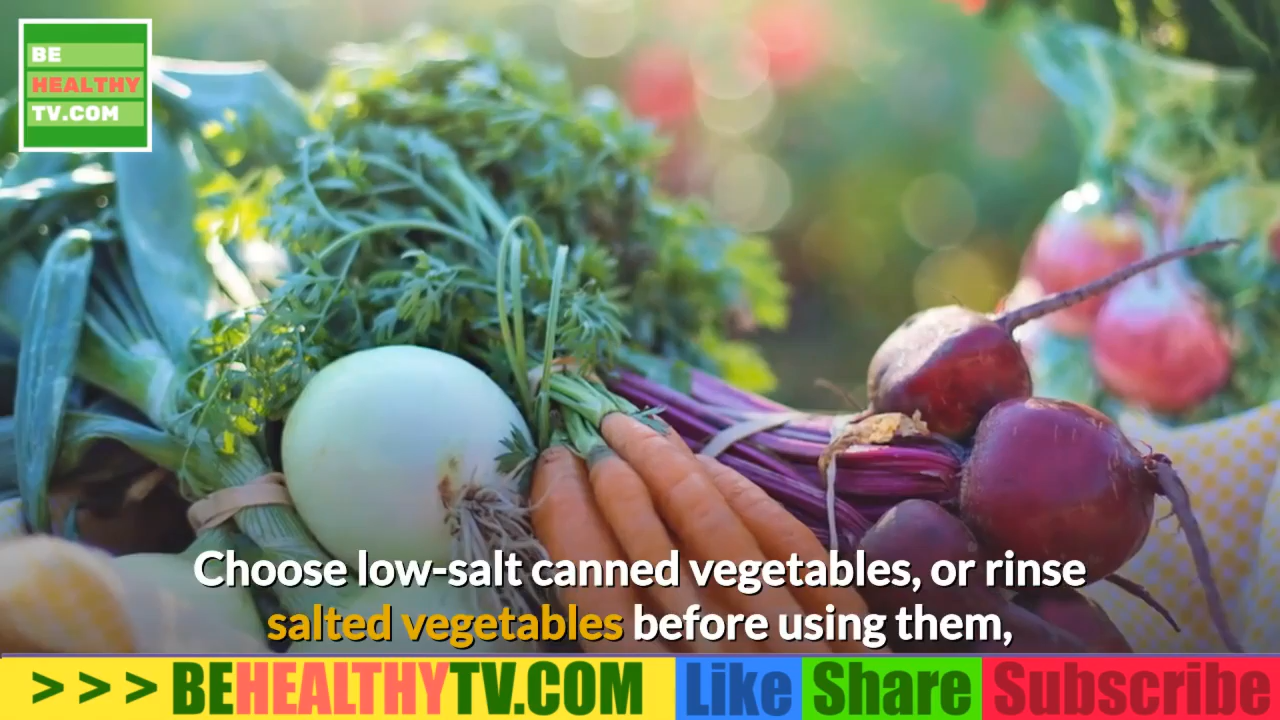 BE
HEALTHY
TV.COM
Choose low-salt canned vegetables, or rinse
salted vegetables before using them,
> > > BEHEALTHYTV.COM Like Share Subscribe